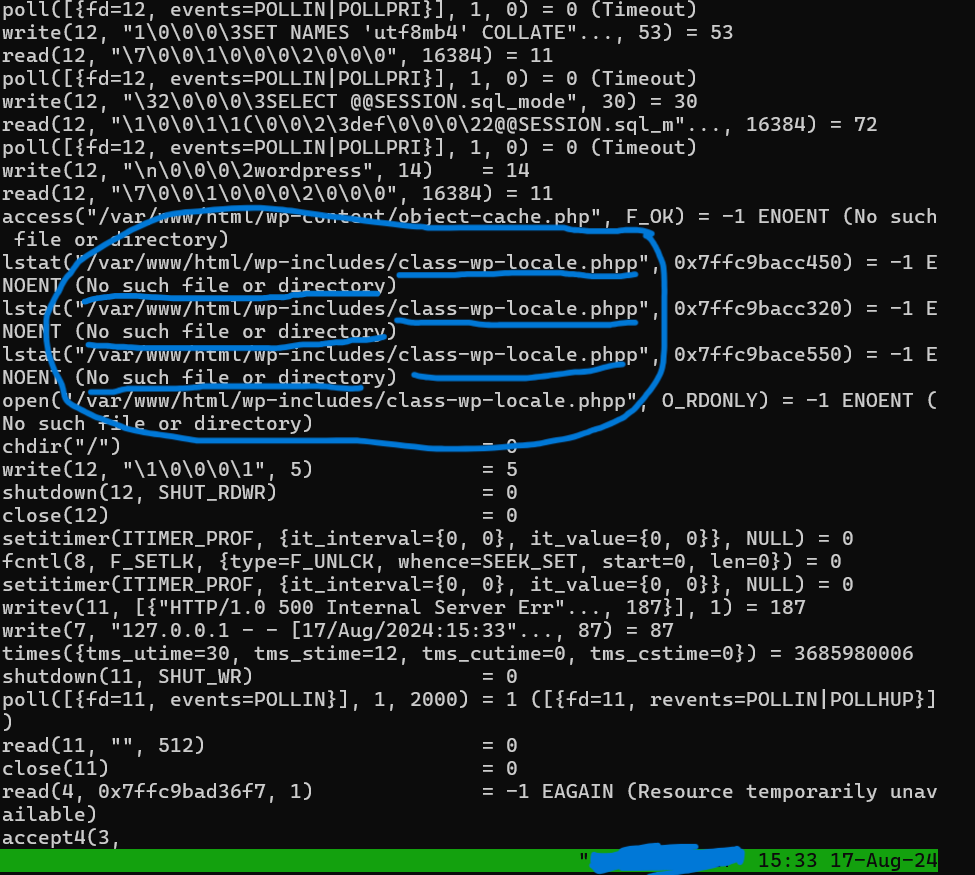 poll([{fd=12, events=POLLIN|POLLPRI}], 1, 0) = 0 (Timeout)
write(12, "1\0\0\0\3SET NAMES 'utf8mb4' COLLATE"..., 53) = 53
read(12, "\7\0\0\1\0\0\0\2\0\0\0", 16384) = 11
poll([{fd=12, events=POLLIN|POLLPRI}], 1, 0) = 0 (Timeout)
write(12, "\32\0\0\0\3SELECT @@SESSION.sql_mode", 30) = 30
read(12, "\1\0\0\1\1(\0\0\2\3def\0\0\0\22@@SESSION.sql_m"..., 16384) = 72
poll([{fd=12, events=POLLIN|POLLPRI}], 1, 0) = 0 (Timeout)
write(12, "\n\0\0\0\2wordpress", 14)    = 14
read(12, "\7\0\0\1\0\0\0\2\0\0\0", 16384) = 11
access("/var/www/html/wp-content/object-cache.php", F_OK) = -1 ENOENT (No such
 file or directory)
lstat("/var/www/html/wp-includes/class-wp-locale.phpp", 0x7ffc9bacc450) = -1 E
NOENT (No such file or directory)
lstat("/var/www/html/wp-includes/class-wp-locale.phpp", 0x7ffc9bacc320) = -1 E
NOENT (No such file or directory)
lstat("/var/www/html/wp-includes/class-wp-locale.phpp", 0x7ffc9bace550) = -1 E
NOENT (No such file or directory)
open("/var/www/html/wp-includes/class-wp-locale.phpp", O_RDONLY) = -1 ENOENT (
No such file or directory)
chdir("/")                              = 0
write(12, "\1\0\0\0\1", 5)              = 5
shutdown(12, SHUT_RDWR)                 = 0
close(12)                               = 0
setitimer(ITIMER_PROF, {it_interval={0, 0}, it_value={0, 0}}, NULL) = 0
fcntl(8, F_SETLK, {type=F_UNLCK, whence=SEEK_SET, start=0, len=0}) = 0
setitimer(ITIMER_PROF, {it_interval={0, 0}, it_value={0, 0}}, NULL) = 0
writev(11, [{"HTTP/1.0 500 Internal Server Err"..., 187}], 1) = 187
write(7, "127.0.0.1 - - [17/Aug/2024:15:33"..., 87) = 87
times({tms_utime=30, tms_stime=12, tms_cutime=0, tms_cstime=0}) = 3685980006
shutdown(11, SHUT_WR)                   = 0
poll([{fd=11, events=POLLIN}], 1, 2000) = 1 ([{fd=11, revents=POLLIN|POLLHUP}]
)
read(11, "", 512)                       = 0
close(11)                               = 0
read(4, 0x7ffc9bad36f7, 1)              = -1 EAGAIN (Resource temporarily unav
ailable)
accept4(3,
" 15:33 17-Aug-24